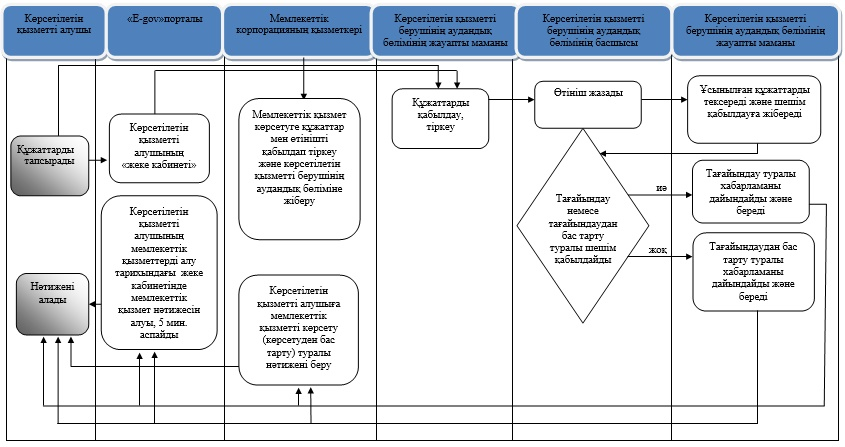 Көрсетілетін
қызметті алушы
«E-gov»порталы
Мемлекеттік
корпорацияның қызметкері
Көрсетілетін қызметті
берушінің аудандық
бөлімінің жауапты маманы
Көрсетілетін қызметті
берушінің аудандық
бөлімінің басшысы
Көрсетілетін қызметті
берушінің аудандық бөлімінің
жауапты маманы
Құжаттарды
тапсырады
Нәтижені
алады
Көрсетілетін
қызметті
алушының
«жеке кабинеті»
Көрсетілетін
қызметті
алушының
мемлекеттік
қызметтерді алу
тарихындағы жеке
кабинетінде
мемлекеттік
қызмет нәтижесін
алуы, 5 мин.
аспайды
Мемлекеттік қызмет
көрсетуге құжаттар
мен өтінішті
қабылдап тіркеу
және көрсетілетін
қызметті берушінің
аудандық бөліміне
жіберу
Көрсетілетін
қызметті алушыға
мемлекеттік
қызметті көрсету
(көрсетуден бас
тарту) туралы
нәтижені беру
Құжаттарды
қабылдау,
тіркеу
Өтініш жазады
Тағайындау
немесе
тағайындаудан
бас тарту
туралы шешім
қабылдайды
иә
жоқ
Ұсынылған құжаттарды
тексереді және шешім
қабылдауға жібереді
Тағайындау туралы
хабарламаны
дайындайды және
береді
Тағайындаудан бас
тарту туралы
хабарламаны
дайындайды және
береді